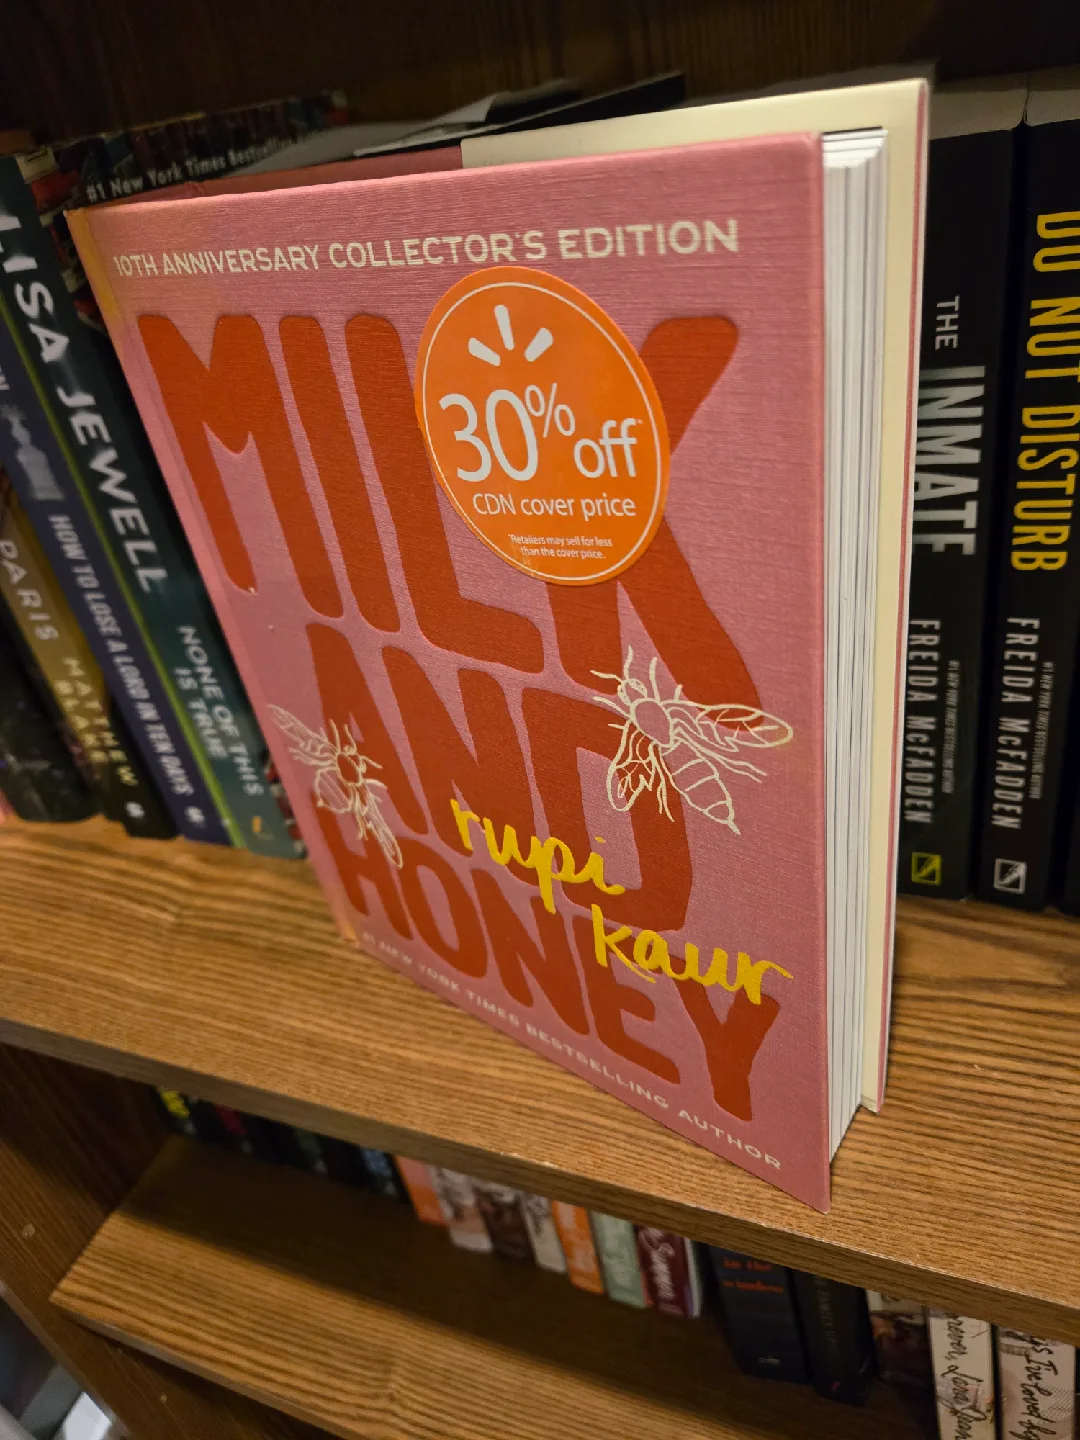 #1 New York Times Bestselling
10TH ANNIVERSARY COLLECTOR'S EDITION
MILK
AND
HONEY
30% off
CDN cover price
*Retailers may sell for less
than the cover price.
rupi
kaur
#1 NEW YORK TIMES BESTSELLING AUTHOR
PARIS
MATTHEW
BLAKE
HOW TO LOSE A LORD IN TEN DAYS
LISA JEWELL
NONE OF THIS
IS TRUE
THE INMATE
FREIDA McFADDEN
DO NOT DISTURB
FREIDA McFADDEN
in the
window